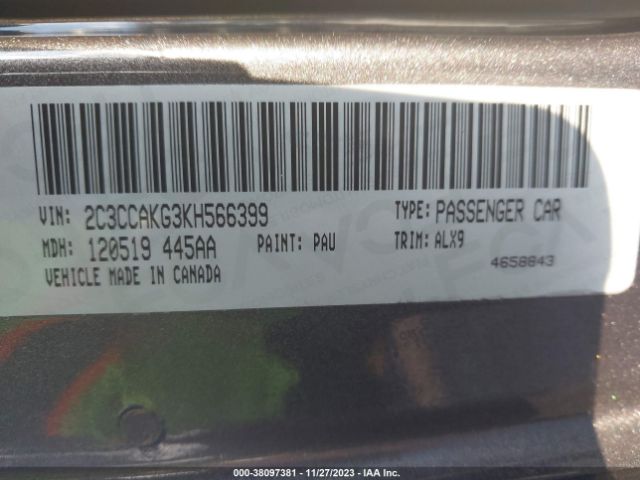 VIN: 2C3CCAKG3KH566399 TYPE: PASSENGER CAR
MDH: 120519 445AA PAINT: PAU TRIM: ALX9
4658843
VEHICLE MADE IN CANADA
000-38097381 - 11/27/2023 - IAA Inc.